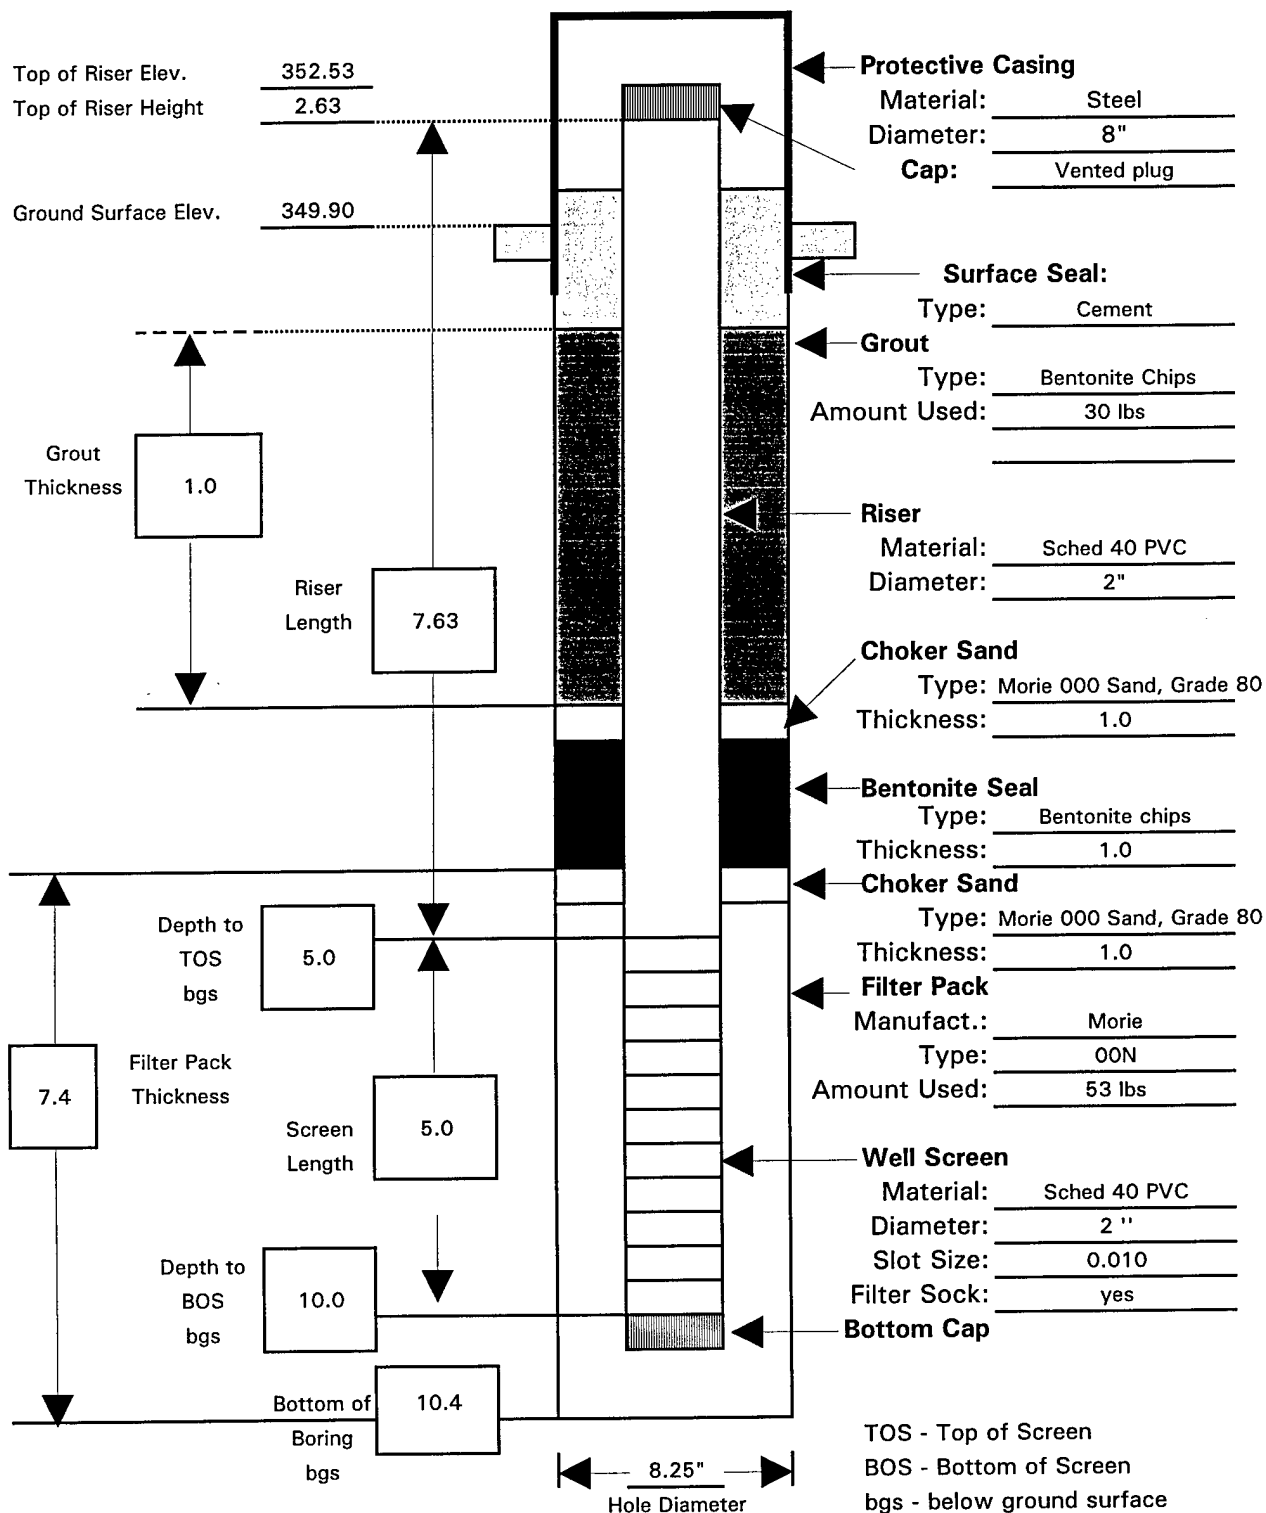 Top of Riser Elev. 352.53
Top of Riser Height 2.63
Ground Surface Elev. 349.90
Protective Casing
Material: Steel
Diameter: 8"
Cap: Vented plug
Surface Seal:
Type: Cement
Grout
Type: Bentonite Chips
Amount Used: 30 lbs
Grout
Thickness
1.0
Riser
Material: Sched 40 PVC
Diameter: 2"
Riser
Length
7.63
Choker Sand
Type: Morie 000 Sand, Grade 80
Thickness: 1.0
Bentonite Seal
Type: Bentonite chips
Thickness: 1.0
Choker Sand
Type: Morie 000 Sand, Grade 80
Thickness: 1.0
Depth to
TOS
bgs
5.0
Filter Pack
Manufact.: Morie
Type: 00N
Amount Used: 53 lbs
7.4
Filter Pack
Thickness
Screen
Length
5.0
Well Screen
Material: Sched 40 PVC
Diameter: 2 ''
Slot Size: 0.010
Filter Sock: yes
Bottom Cap
Depth to
BOS
bgs
10.0
Bottom of
Boring
bgs
10.4
8.25"
Hole Diameter
TOS - Top of Screen
BOS - Bottom of Screen
bgs - below ground surface